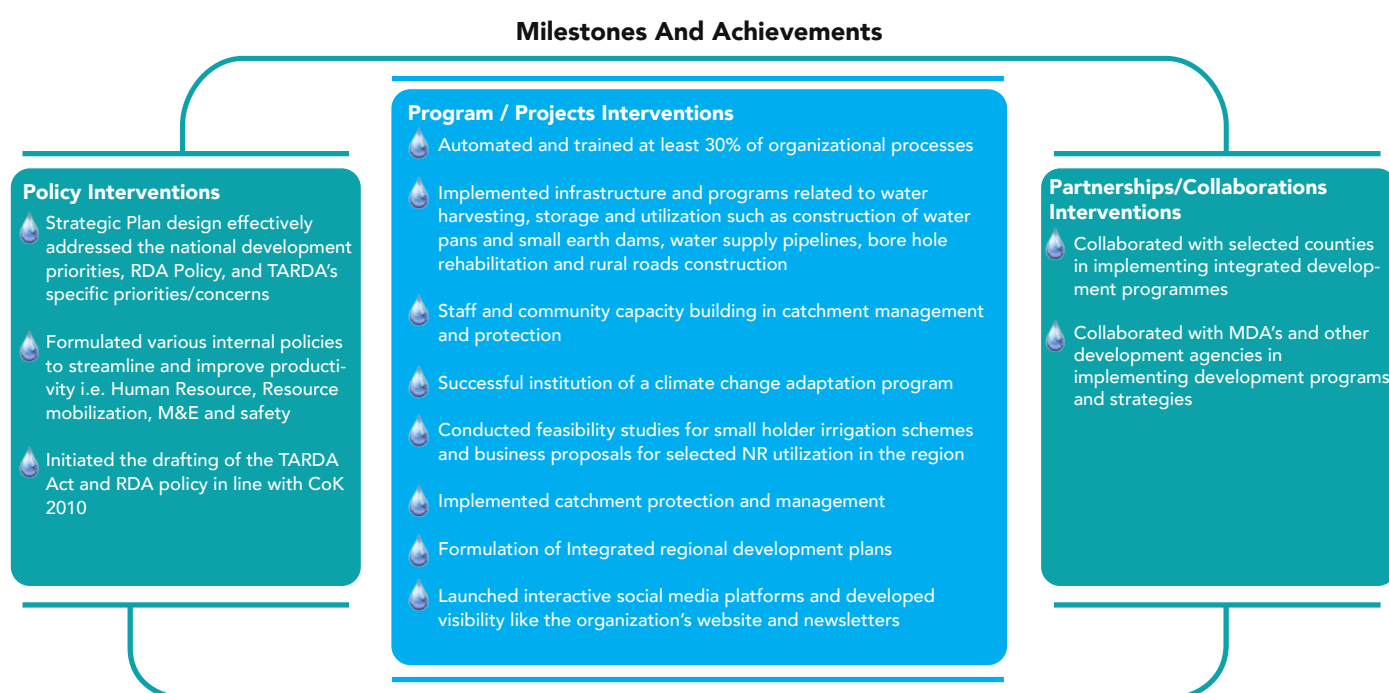 Milestones And Achievements
Policy Interventions
Strategic Plan design effectively
addressed the national development
priorities, RDA Policy, and TARDA's
specific priorities/concerns
Formulated various internal policies
to streamline and improve producti-
vity i.e. Human Resource, Resource
mobilization, M&E and safety
Initiated the drafting of the TARDA
Act and RDA policy in line with CoK
2010
Program / Projects Interventions
Automated and trained at least 30% of organizational processes
Implemented infrastructure and programs related to water
harvesting, storage and utilization such as construction of water
pans and small earth dams, water supply pipelines, bore hole
rehabilitation and rural roads construction
Staff and community capacity building in catchment management
and protection
Successful institution of a climate change adaptation program
Conducted feasibility studies for small holder irrigation schemes
and business proposals for selected NR utilization in the region
Implemented catchment protection and management
Formulation of Integrated regional development plans
Launched interactive social media platforms and developed
visibility like the organization's website and newsletters
Partnerships/Collaborations
Interventions
Collaborated with selected counties
in implementing integrated develop-
ment programmes
Collaborated with MDA's and other
development agencies in
implementing development programs
and strategies